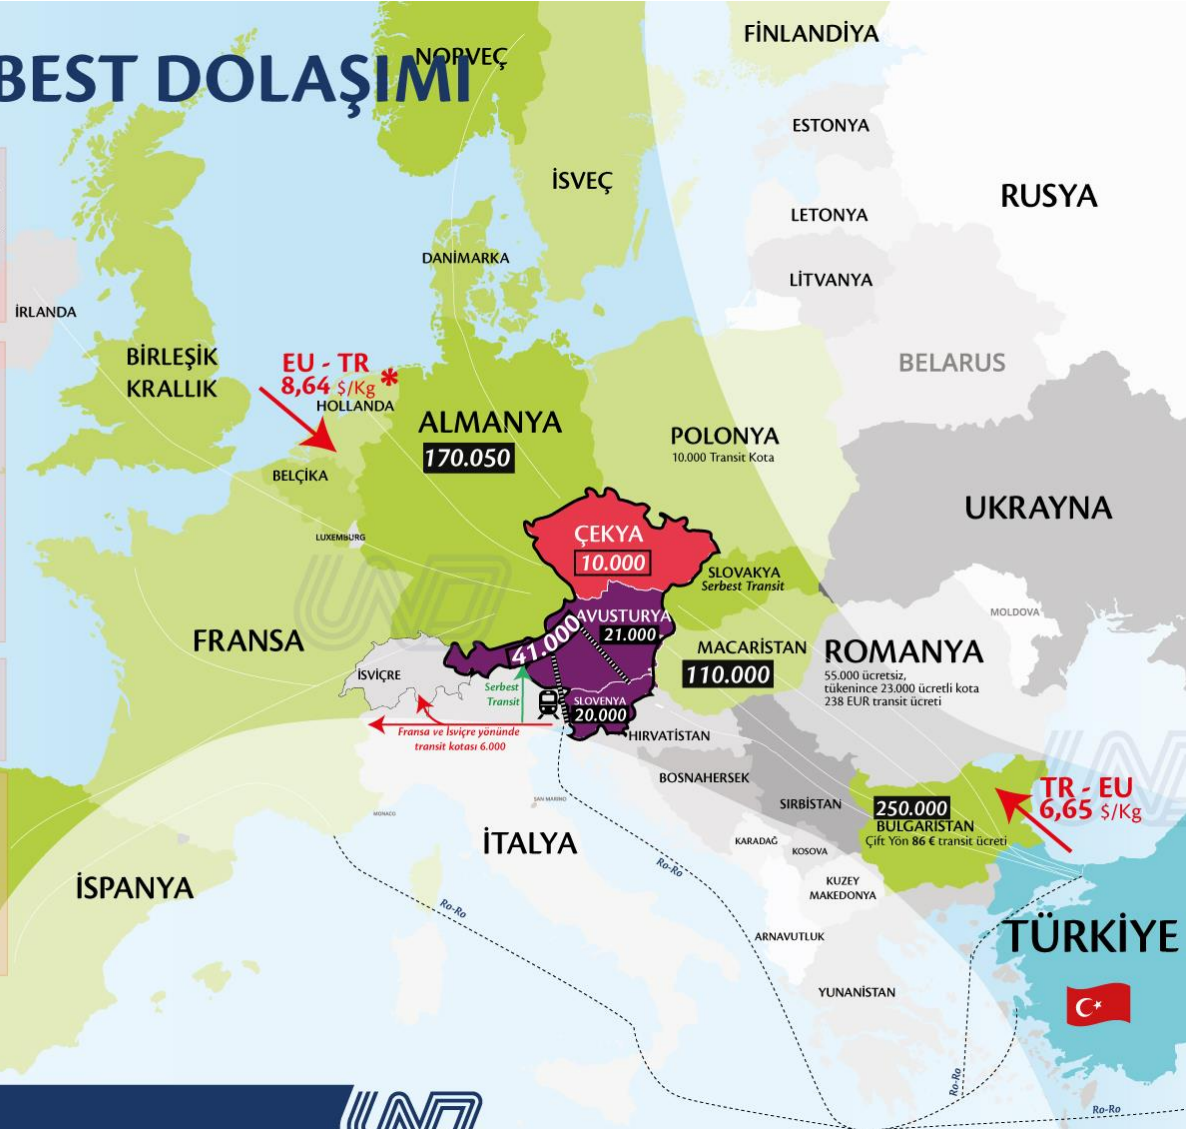 BEST DOLAŞIMI
NORVEÇ
FİNLANDİYA
ESTONYA
İSVEÇ
RUSYA
LETONYA
DANİMARKA
LİTVANYA
İRLANDA
BİRLEŞİK
KRALLIK
EU - TR
8,64 $/Kg *
HOLLANDA
BELARUS
ALMANYA
170.050
POLONYA
10.000 Transit Kota
BELÇİKA
UKRAYNA
LUXEMBURG
ÇEKYA
10.000
SLOVAKYA
Serbest Transit
UND
MOLDOVA
AVUSTURYA
21.000
41.000
FRANSA
MACARİSTAN
110.000
ROMANYA
55.000 ücretsiz,
tükenince 23.000 ücretli kota
238 EUR transit ücreti
İSVİÇRE
Serbest
Transit
SLOVENYA
20.000
Fransa ve İsviçre yönünde
transit kotası 6.000
HIRVATİSTAN
BOSNAHERSEK
UND
TR - EU
6,65 $/Kg
SIRBİSTAN
250.000
BULGARİSTAN
Çift Yön 86 € transit ücreti
SAN MARINO
MONACO
İTALYA
KARADAĞ
KOSOVA
Ro-Ro
İSPANYA
KUZEY
MAKEDONYA
Ro-Ro
ARNAVUTLUK
TÜRKİYE
YUNANİSTAN
Ro-Ro
Ro-Ro
UND